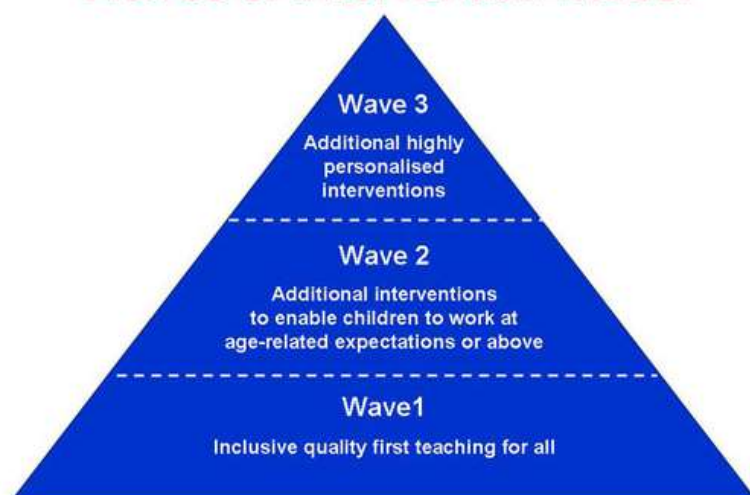 Wave 3
Additional highly
personalised
interventions
Wave 2
Additional interventions
to enable children to work at
age-related expectations or above
Wave1
Inclusive quality first teaching for all